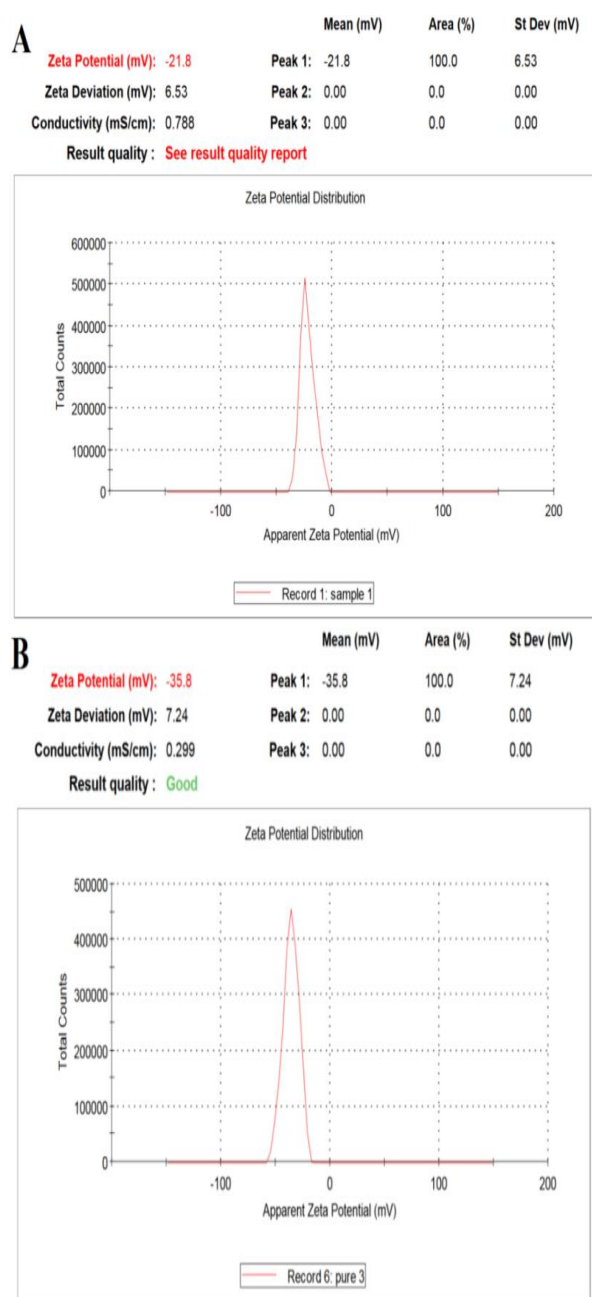 A
Mean (mV) Area (%) St Dev (mV)
Zeta Potential (mV): -21.8 Peak 1: -21.8 100.0 6.53
Zeta Deviation (mV): 6.53 Peak 2: 0.00 0.0 0.00
Conductivity (mS/cm): 0.788 Peak 3: 0.00 0.0 0.00
Result quality : See result quality report
Zeta Potential Distribution
600000
500000
400000
300000
200000
100000
0
Total Counts
-100 0 100 200
Apparent Zeta Potential (mV)
Record 1: sample 1
B
Mean (mV) Area (%) St Dev (mV)
Zeta Potential (mV): -35.8 Peak 1: -35.8 100.0 7.24
Zeta Deviation (mV): 7.24 Peak 2: 0.00 0.0 0.00
Conductivity (mS/cm): 0.299 Peak 3: 0.00 0.0 0.00
Result quality : Good
Zeta Potential Distribution
500000
400000
300000
200000
100000
0
Total Counts
-100 0 100 200
Apparent Zeta Potential (mV)
Record 6: pure 3